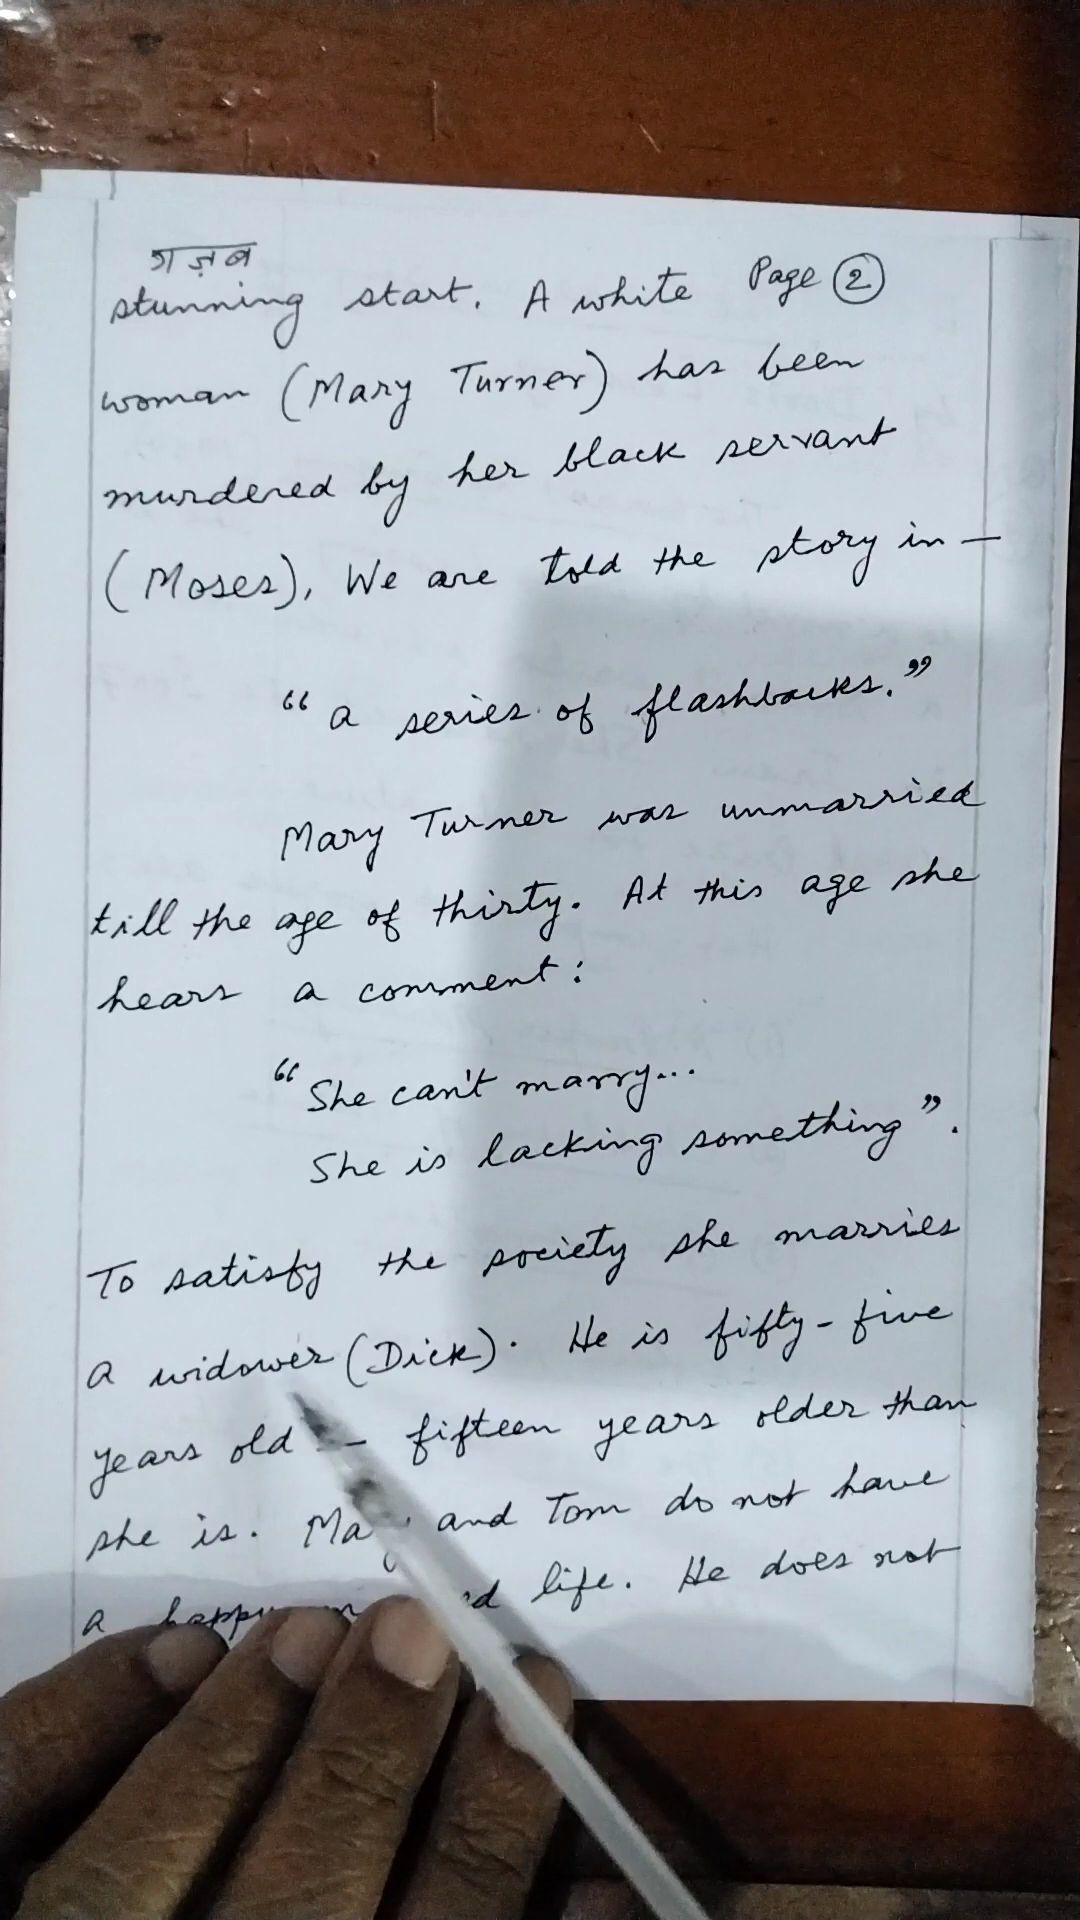 गज़ब
stunning start. A white Page 2
woman (Mary Turner) has been
murdered by her black servant
(Moses). We are told the story in —
“a series of flashbacks.”
Mary Turner was unmarried
till the age of thirty. At this age she
hears a comment:
“She can't marry...
She is lacking something”.
To satisfy the society she marries
a widower (Dick). He is fifty-five
years old — fifteen years older than
she is. and Tom do not have
a happy life. He does not